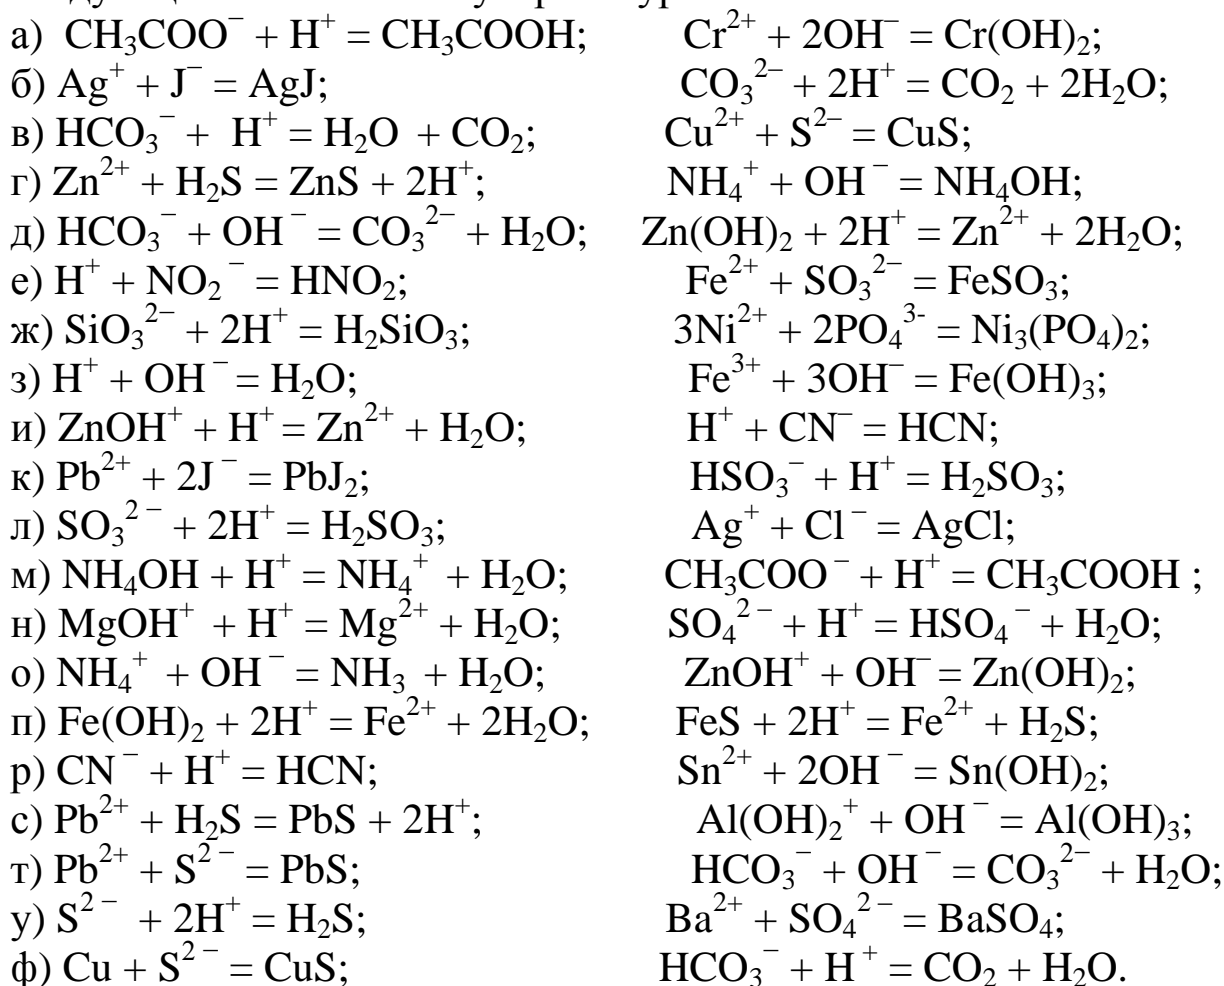 а) CH₃COO⁻ + H⁺ = CH₃COOH; Cr²⁺ + 2OH⁻ = Cr(OH)₂;
б) Ag⁺ + J⁻ = AgJ; CO₃²⁻ + 2H⁺ = CO₂ + 2H₂O;
в) HCO₃⁻ + H⁺ = H₂O + CO₂; Cu²⁺ + S²⁻ = CuS;
г) Zn²⁺ + H₂S = ZnS + 2H⁺; NH₄⁺ + OH⁻ = NH₄OH;
д) HCO₃⁻ + OH⁻ = CO₃²⁻ + H₂O; Zn(OH)₂ + 2H⁺ = Zn²⁺ + 2H₂O;
е) H⁺ + NO₂⁻ = HNO₂; Fe²⁺ + SO₃²⁻ = FeSO₃;
ж) SiO₃²⁻ + 2H⁺ = H₂SiO₃; 3Ni²⁺ + 2PO₄³⁻ = Ni₃(PO₄)₂;
з) H⁺ + OH⁻ = H₂O; Fe³⁺ + 3OH⁻ = Fe(OH)₃;
и) ZnOH⁺ + H⁺ = Zn²⁺ + H₂O; H⁺ + CN⁻ = HCN;
к) Pb²⁺ + 2J⁻ = PbJ₂; HSO₃⁻ + H⁺ = H₂SO₃;
л) SO₃²⁻ + 2H⁺ = H₂SO₃; Ag⁺ + Cl⁻ = AgCl;
м) NH₄OH + H⁺ = NH₄⁺ + H₂O; CH₃COO⁻ + H⁺ = CH₃COOH ;
н) MgOH⁺ + H⁺ = Mg²⁺ + H₂O; SO₄²⁻ + H⁺ = HSO₄⁻ + H₂O;
о) NH₄⁺ + OH⁻ = NH₃ + H₂O; ZnOH⁺ + OH⁻ = Zn(OH)₂;
п) Fe(OH)₂ + 2H⁺ = Fe²⁺ + 2H₂O; FeS + 2H⁺ = Fe²⁺ + H₂S;
р) CN⁻ + H⁺ = HCN; Sn²⁺ + 2OH⁻ = Sn(OH)₂;
с) Pb²⁺ + H₂S = PbS + 2H⁺; Al(OH)₂⁺ + OH⁻ = Al(OH)₃;
т) Pb²⁺ + S²⁻ = PbS; HCO₃⁻ + OH⁻ = CO₃²⁻ + H₂O;
у) S²⁻ + 2H⁺ = H₂S; Ba²⁺ + SO₄²⁻ = BaSO₄;
ф) Cu + S²⁻ = CuS; HCO₃⁻ + H⁺ = CO₂ + H₂O.